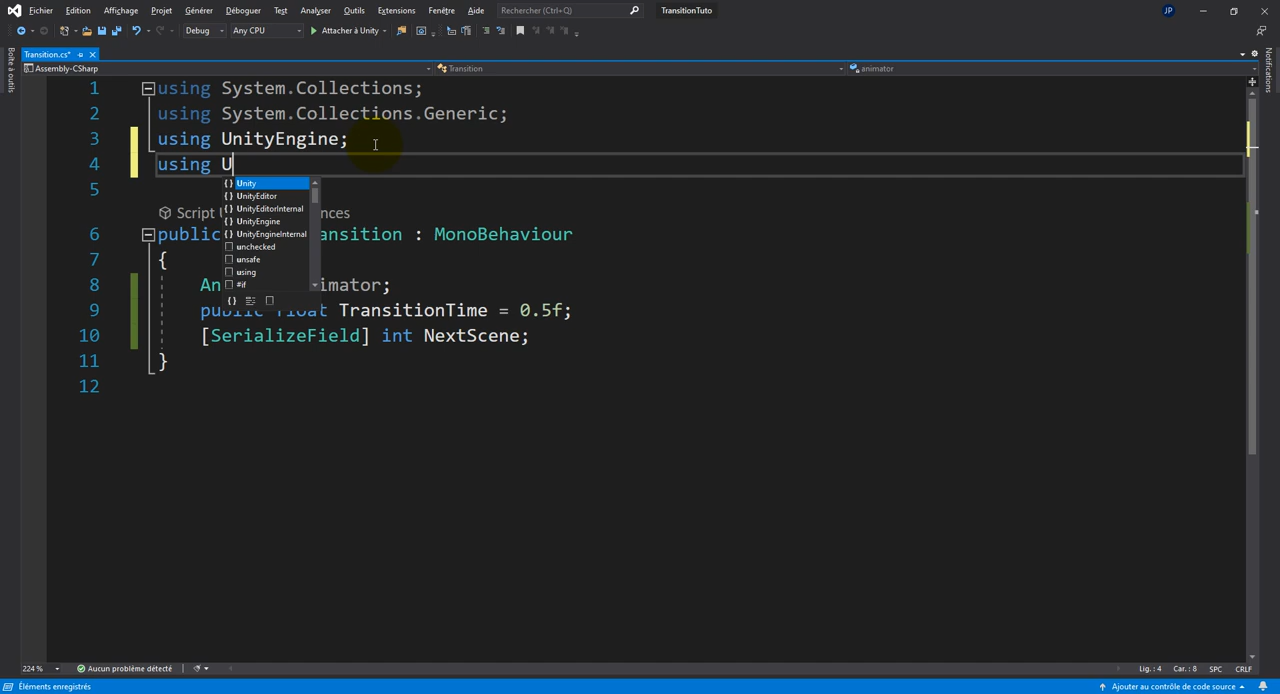 Fichier Edition Affichage Projet Générer Déboguer Test Analyser Outils Extensions Fenêtre Aide Rechercher (Ctrl+Q) TransitionTuto JP
Debug Any CPU Attacher à Unity
Boîte à outils
Notifications
Transition.cs*
Assembly-CSharp Transition animator
1 using System.Collections;
2 using System.Collections.Generic;
3 using UnityEngine;
4 using U
5
Unity
UnityEditor
UnityEditorInternal
UnityEngine
UnityEngineInternal
unchecked
unsafe
using
#if
Script
6 public : MonoBehaviour
7 {
8
9 public float TransitionTime = 0.5f;
10 [SerializeField] int NextScene;
11 }
12
224 % Aucun problème détecté Lig. : 4 Car. : 8 SPC CRLF
Éléments enregistrés Ajouter au contrôle de code source